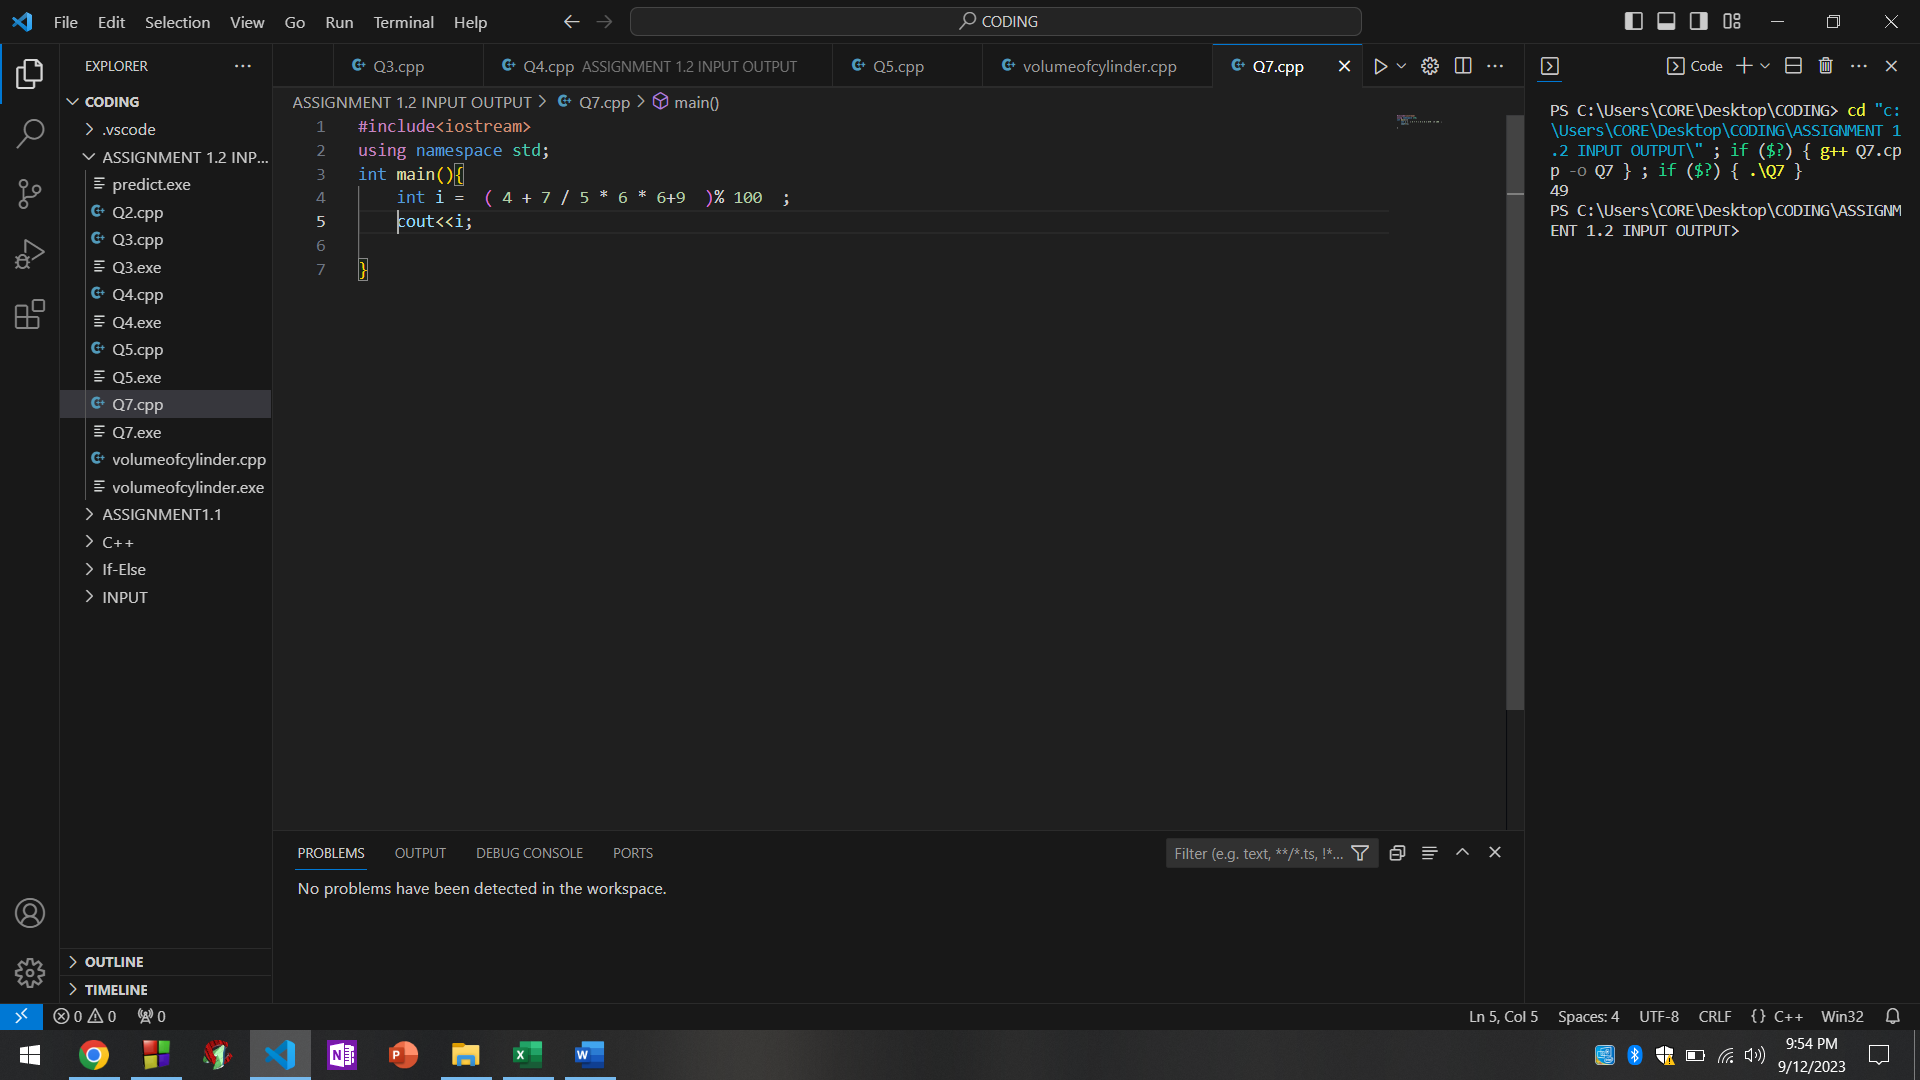 File Edit Selection View Go Run Terminal Help
CODING
EXPLORER
CODING
.vscode
ASSIGNMENT 1.2 INP...
predict.exe
Q2.cpp
Q3.cpp
Q3.exe
Q4.cpp
Q4.exe
Q5.cpp
Q5.exe
Q7.cpp
Q7.exe
volumeofcylinder.cpp
volumeofcylinder.exe
ASSIGNMENT1.1
C++
If-Else
INPUT
OUTLINE
TIMELINE
Q3.cpp Q4.cpp ASSIGNMENT 1.2 INPUT OUTPUT Q5.cpp volumeofcylinder.cpp Q7.cpp
ASSIGNMENT 1.2 INPUT OUTPUT > Q7.cpp > main()
1 #include<iostream>
2 using namespace std;
3 int main(){
4 int i =  ( 4 + 7 / 5 * 6 * 6+9  )% 100  ;
5 cout<<i;
6
7 }
PROBLEMS OUTPUT DEBUG CONSOLE PORTS
Filter (e.g. text, **/*.ts, !*...
No problems have been detected in the workspace.
Code
PS C:\Users\CORE\Desktop\CODING> cd "c:
\Users\CORE\Desktop\CODING\ASSIGNMENT 1
.2 INPUT OUTPUT\" ; if ($?) { g++ Q7.cp
p -o Q7 } ; if ($?) { .\Q7 }
49
PS C:\Users\CORE\Desktop\CODING\ASSIGNM
ENT 1.2 INPUT OUTPUT>
0 0 0
Ln 5, Col 5 Spaces: 4 UTF-8 CRLF {} C++ Win32
N P X W
9:54 PM
9/12/2023